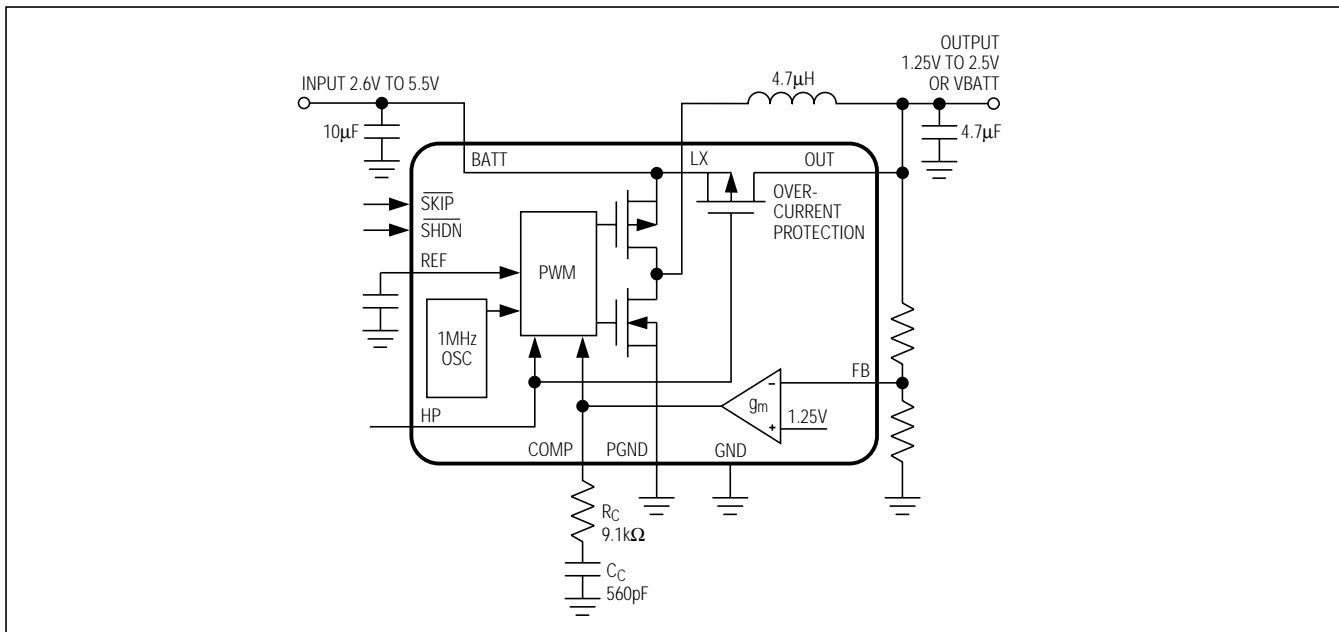 OUTPUT
1.25V TO 2.5V
OR VBATT
INPUT 2.6V TO 5.5V
4.7μH
10μF
4.7μF
BATT
LX
OUT
SKIP
SHDN
OVER-
CURRENT
PROTECTION
REF
PWM
1MHz
OSC
FB
gm
-
+
1.25V
HP
COMP
PGND
GND
RC
9.1kΩ
CC
560pF